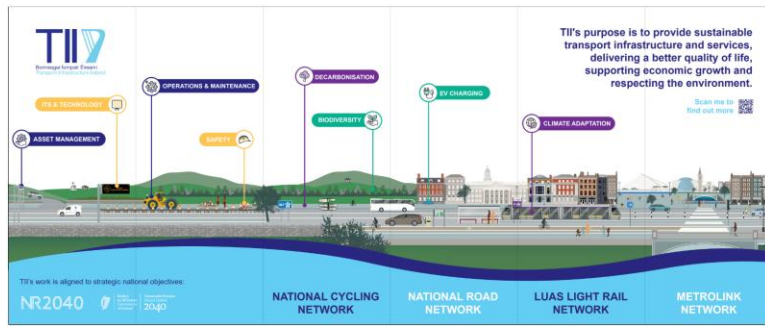 TII
Bonneagar Iompair Éireann
Transport Infrastructure Ireland
TII's purpose is to provide sustainable
transport infrastructure and services,
delivering a better quality of life,
supporting economic growth and
respecting the environment.
Scan me to
find out more
DECARBONISATION
OPERATIONS & MAINTENANCE
EV CHARGING
ITS & TECHNOLOGY
BIODIVERSITY
CLIMATE ADAPTATION
ASSET MANAGEMENT
SAFETY
TII's work is aligned to strategic national objectives:
NR2040
2040
NATIONAL CYCLING
NETWORK
NATIONAL ROAD
NETWORK
LUAS LIGHT RAIL
NETWORK
METROLINK
NETWORK